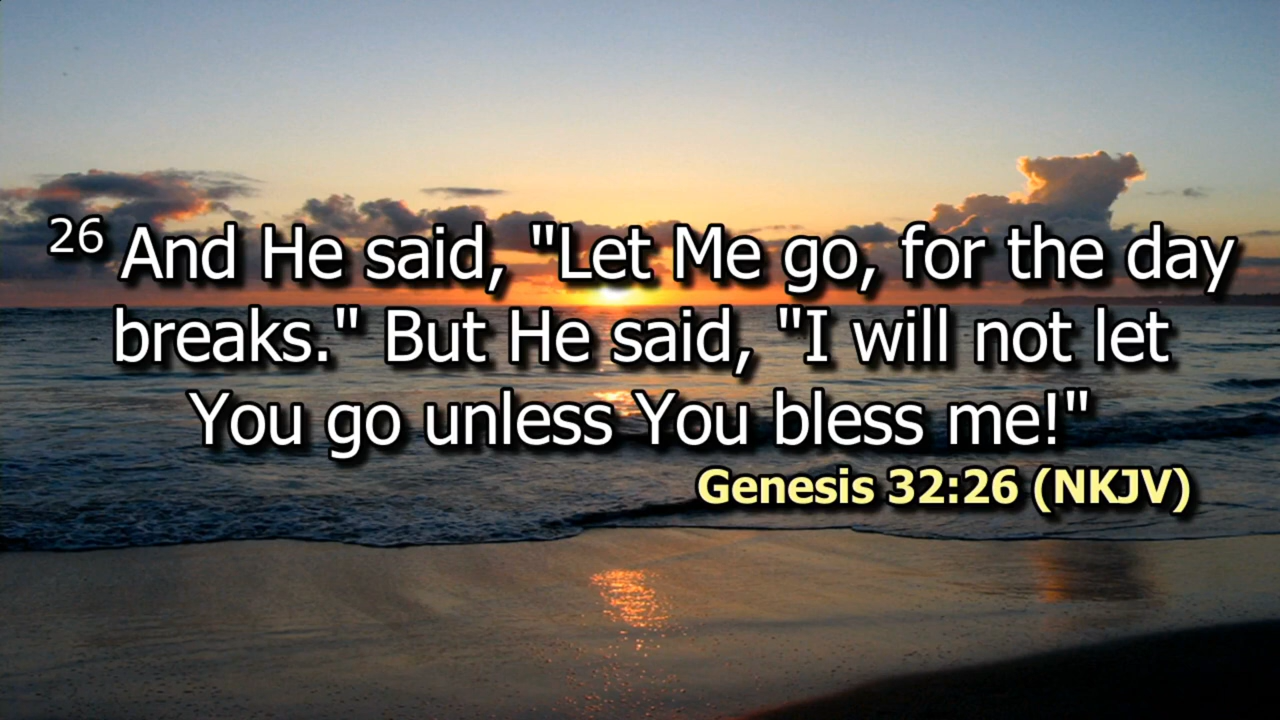 26 And He said, "Let Me go, for the day
breaks." But He said, "I will not let
You go unless You bless me!"
Genesis 32:26 (NKJV)